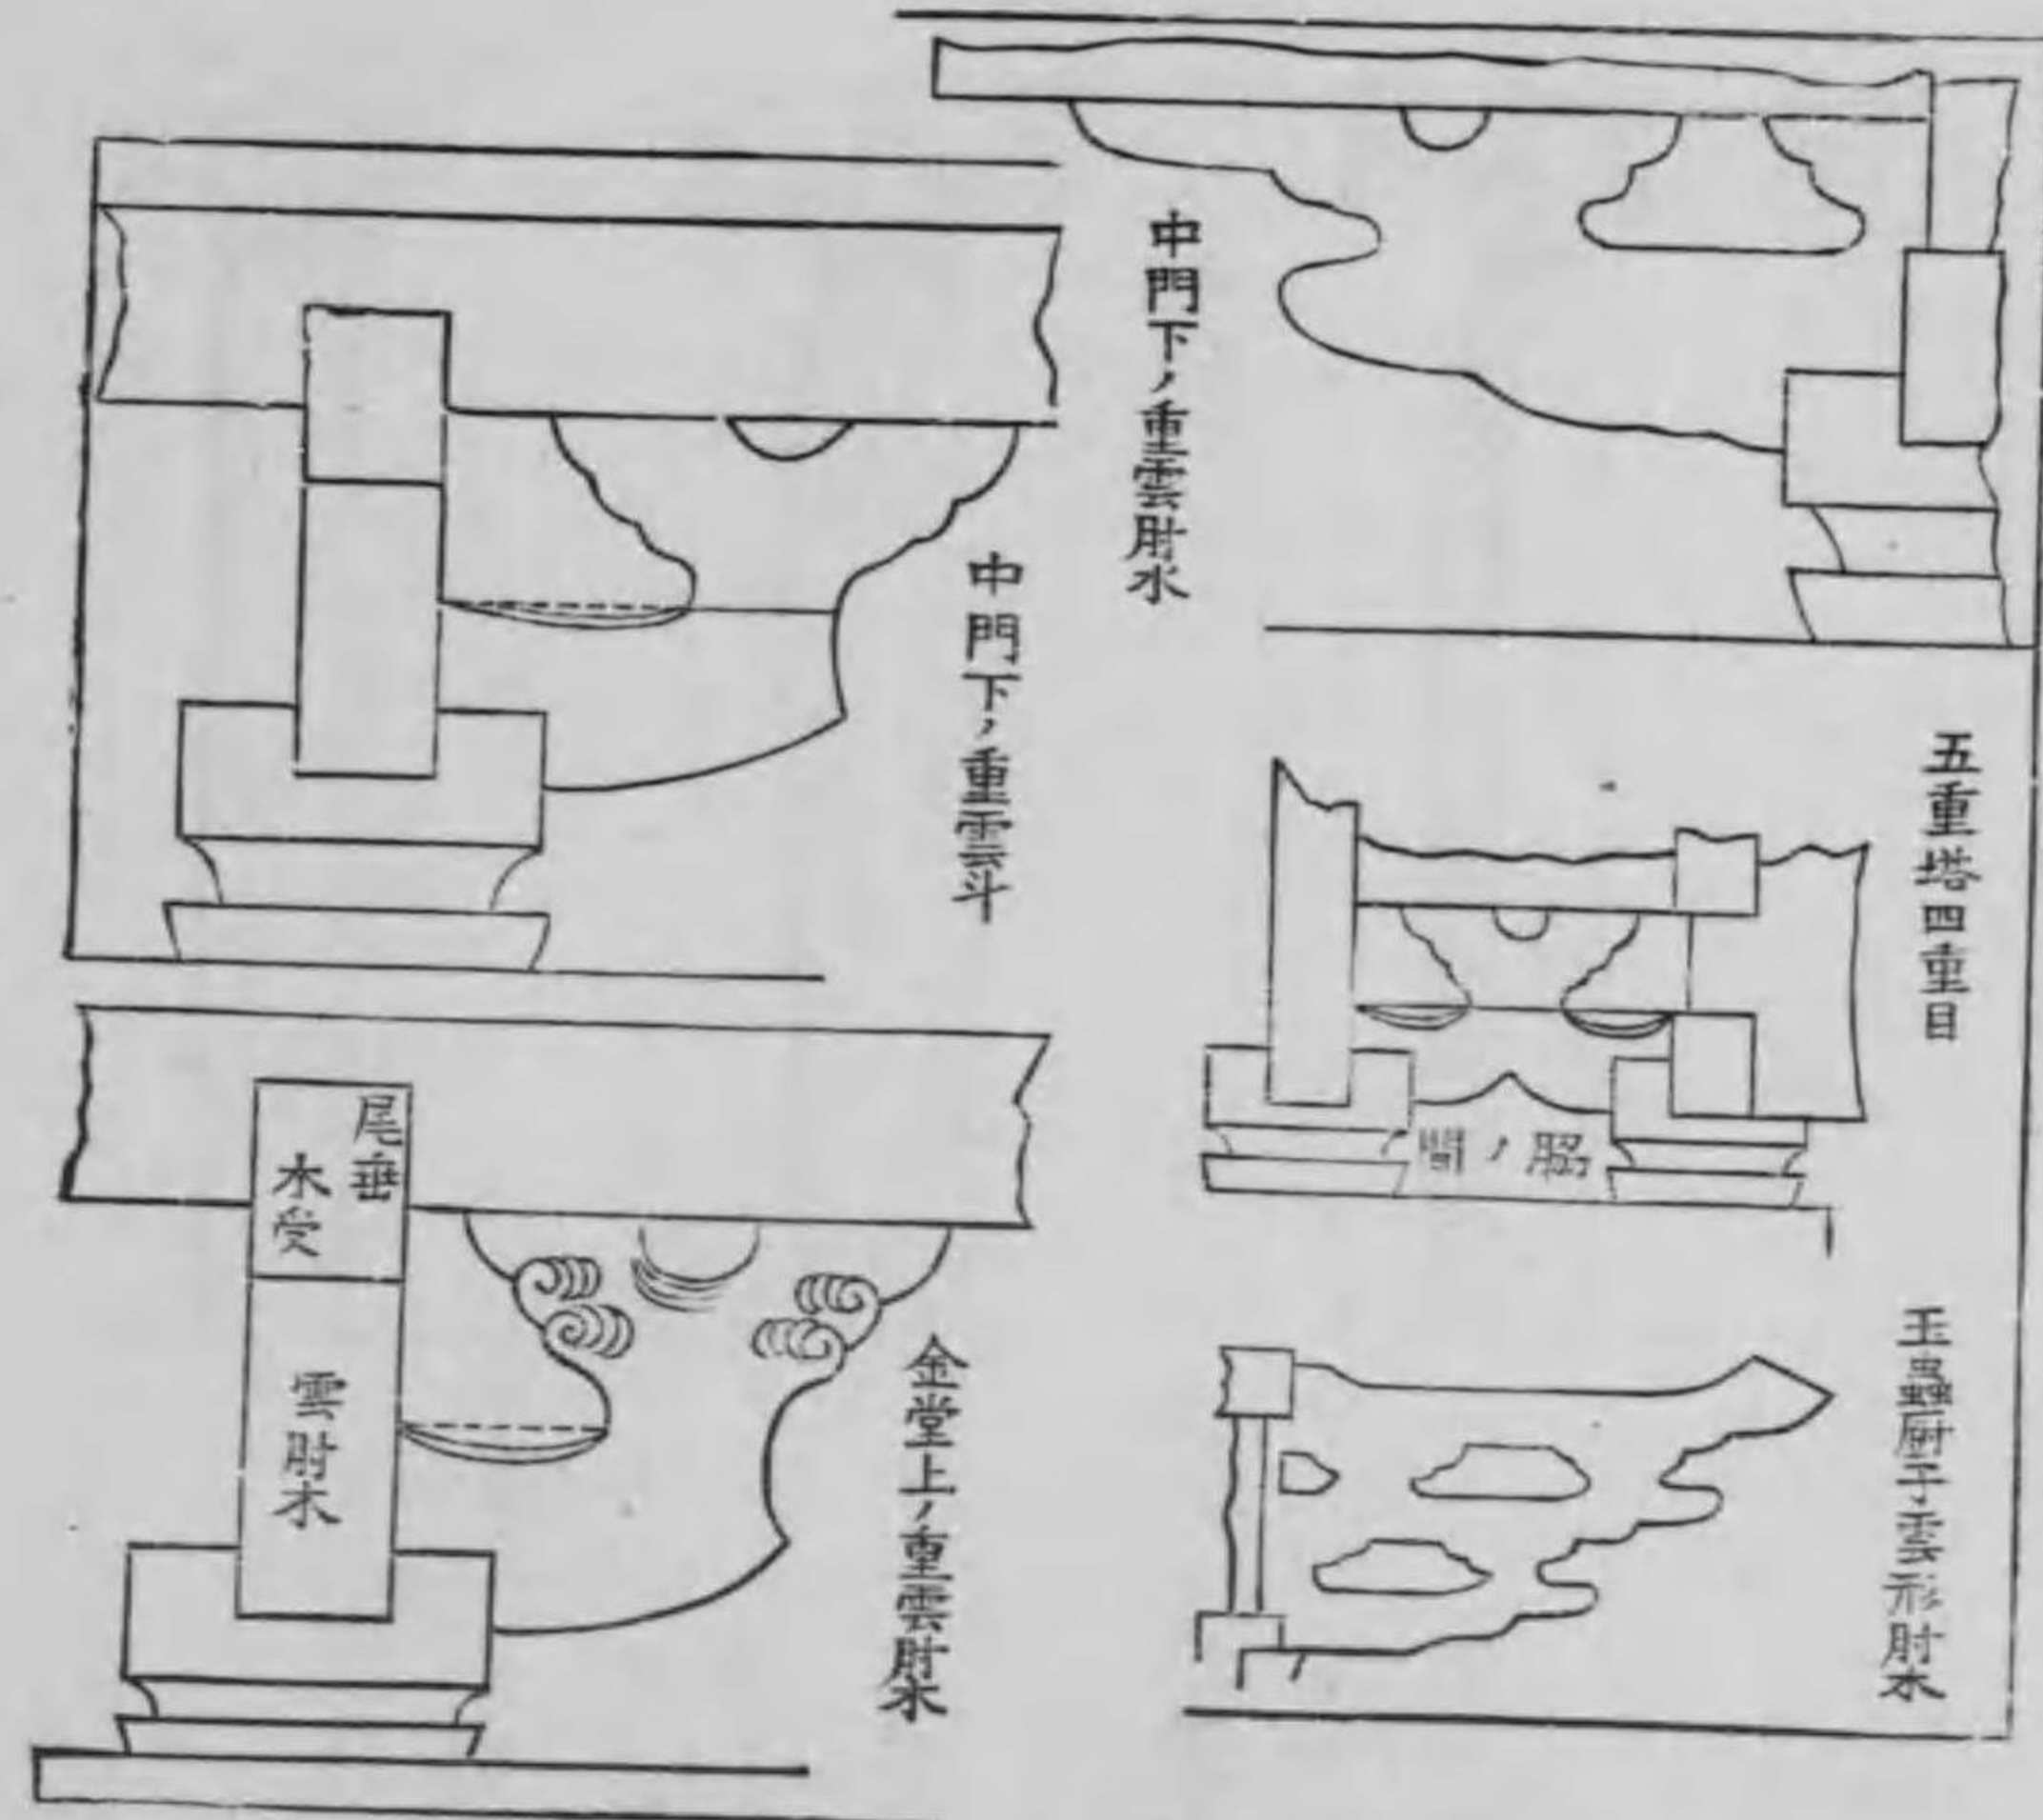 中門下ノ重雲肘木
五重塔四重目
脇ノ間
玉蟲厨子雲形肘木
中門下ノ重雲斗
尾垂
木受
雲肘木
金堂上ノ重雲肘木